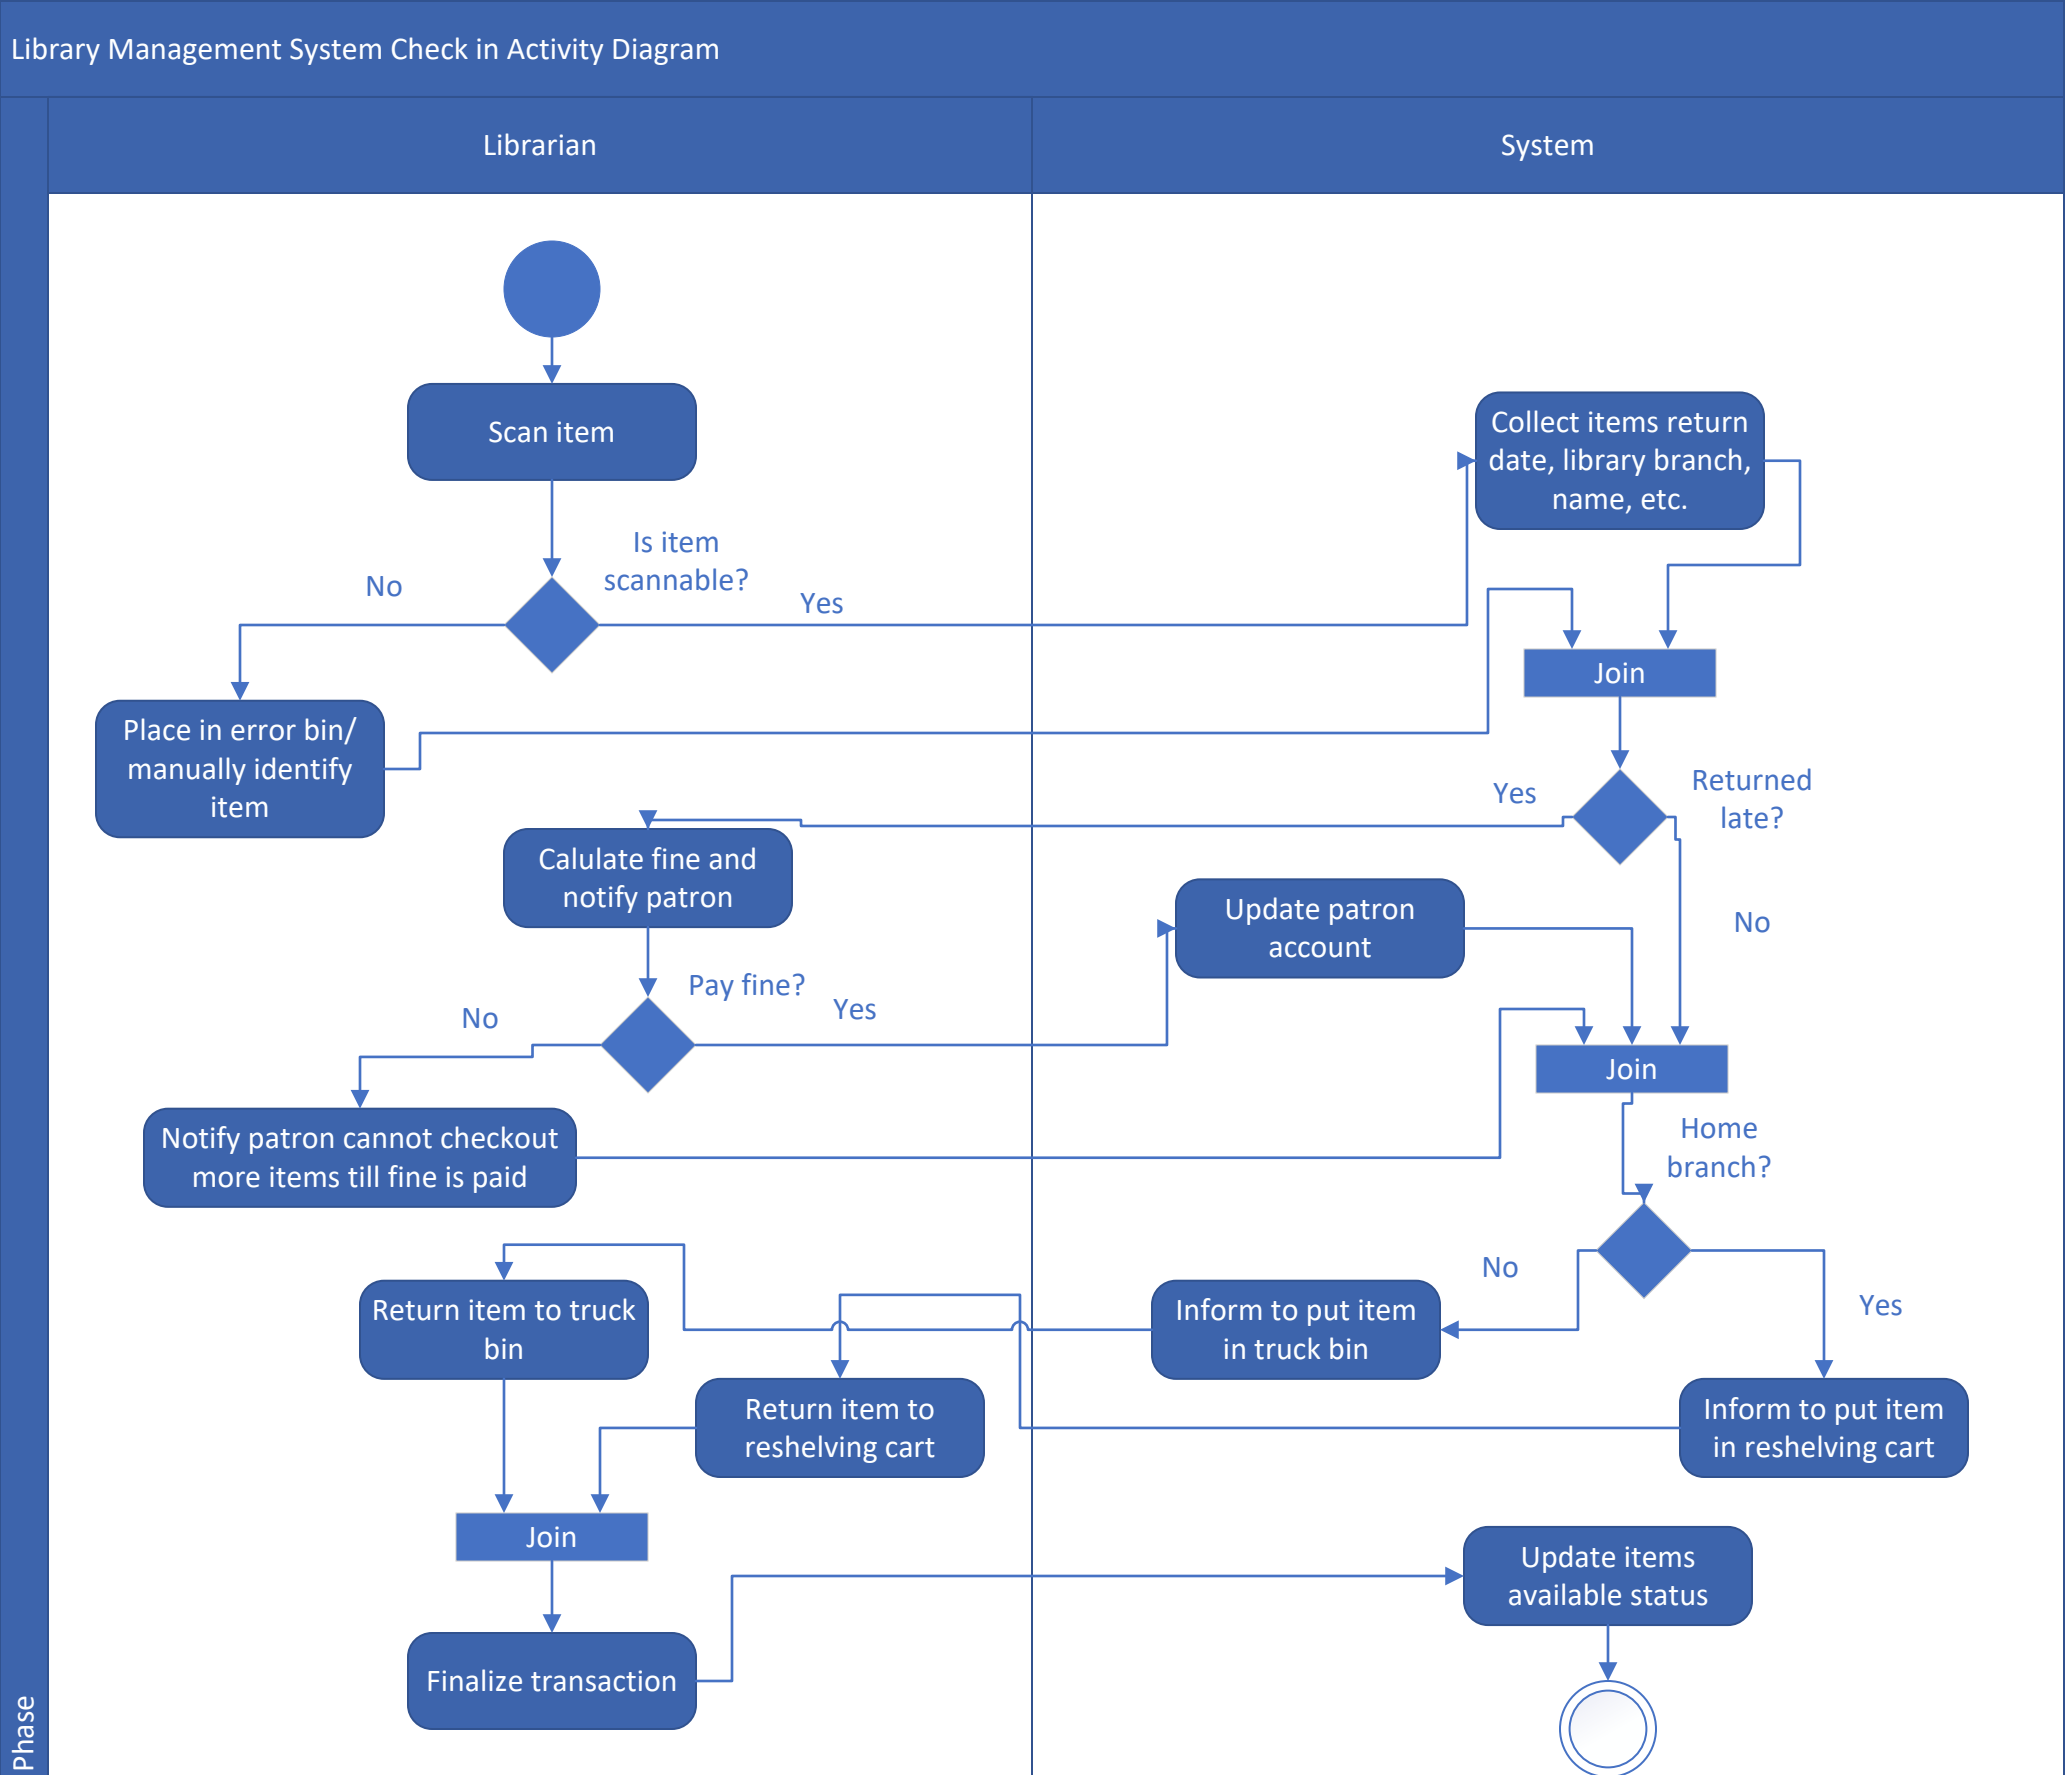 Library Management System Check in Activity Diagram
Librarian
System
Scan item
Collect items return
date, library branch,
name, etc.
Is item
scannable?
No
Yes
Join
Place in error bin/
manually identify
item
Yes
Returned
late?
Calulate fine and
notify patron
Update patron
account
No
Pay fine?
No
Yes
Join
Notify patron cannot checkout
more items till fine is paid
Home
branch?
No
Yes
Return item to truck
bin
Inform to put item
in truck bin
Return item to
reshelving cart
Inform to put item
in reshelving cart
Join
Update items
available status
Finalize transaction
Phase